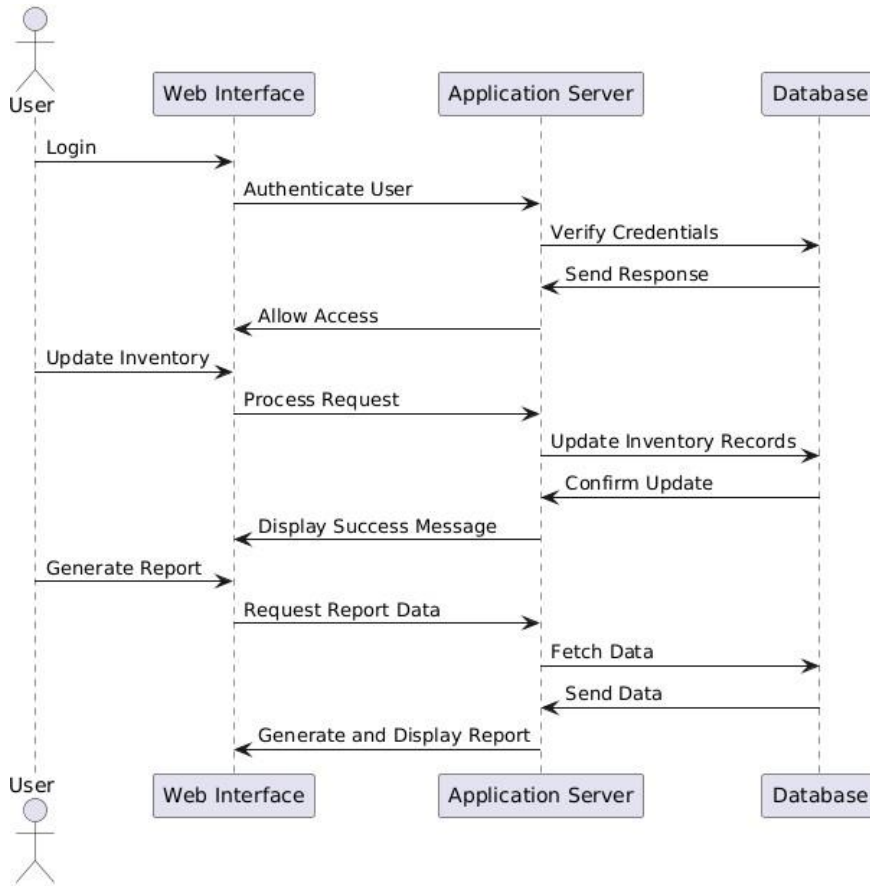 User
Web Interface
Application Server
Database
Login
Authenticate User
Verify Credentials
Send Response
Allow Access
Update Inventory
Process Request
Update Inventory Records
Confirm Update
Display Success Message
Generate Report
Request Report Data
Fetch Data
Send Data
Generate and Display Report
User
Web Interface
Application Server
Database